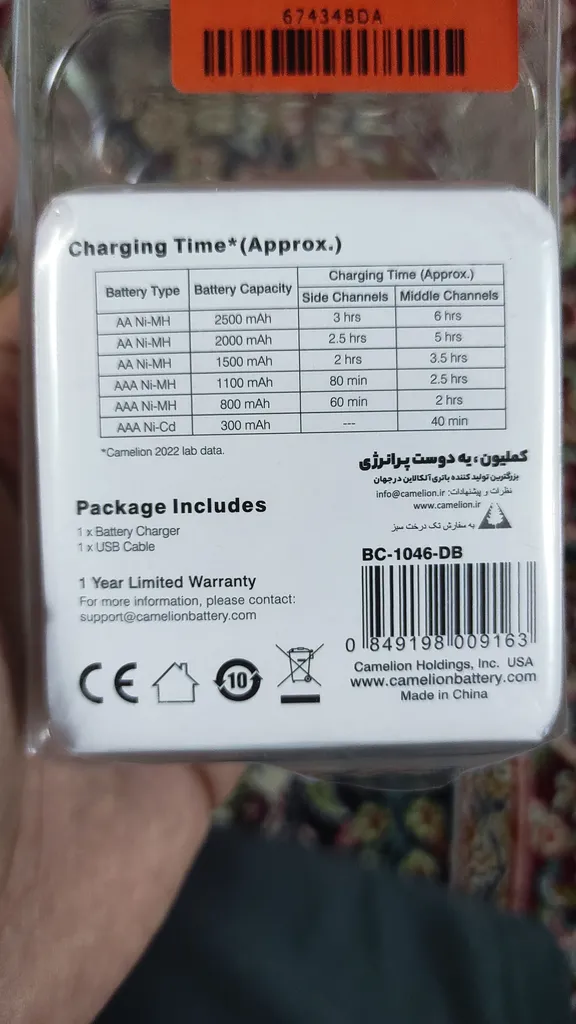 674348DA
Charging Time*(Approx.)
Battery Type Battery Capacity Charging Time (Approx.)
Side Channels Middle Channels
AA Ni-MH 2500 mAh 3 hrs 6 hrs
AA Ni-MH 2000 mAh 2.5 hrs 5 hrs
AA Ni-MH 1500 mAh 2 hrs 3.5 hrs
AAA Ni-MH 1100 mAh 80 min 2.5 hrs
AAA Ni-MH 800 mAh 60 min 2 hrs
AAA Ni-Cd 300 mAh --- 40 min
*Camelion 2022 lab data.
کملیون، یه دوست پرانرژی
بزرگترین تولید کننده باتری آلکالاین در جهان
نظرات و پیشنهادات: info@camelion.ir
www.camelion.ir
به سفارش تک درخت سبز
Package Includes
1 x Battery Charger
1 x USB Cable
BC-1046-DB
1 Year Limited Warranty
For more information, please contact:
support@camelionbattery.com
0 849198 009163
CE
10
Camelion Holdings, Inc. USA
www.camelionbattery.com
Made in China